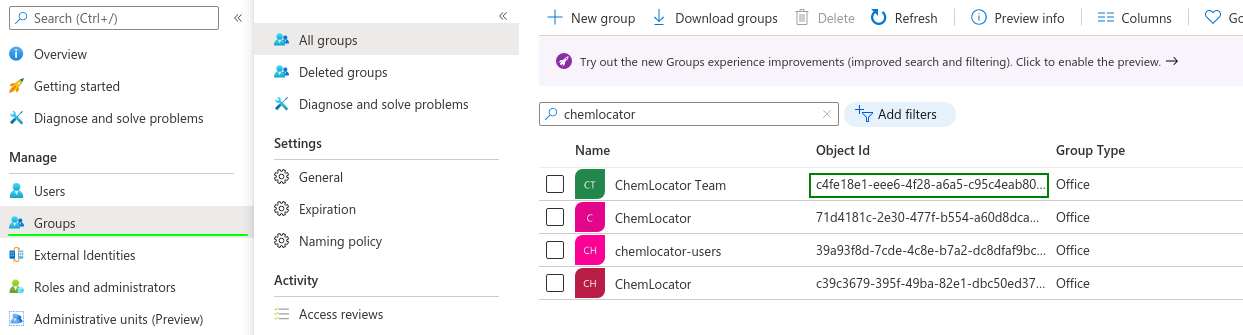 Search (Ctrl+/)
«
Overview
Getting started
Diagnose and solve problems
Manage
Users
Groups
External Identities
Roles and administrators
Administrative units (Preview)
«
All groups
Deleted groups
Diagnose and solve problems
Settings
General
Expiration
Naming policy
Activity
Access reviews
New group Download groups Delete Refresh Preview info Columns Go
Try out the new Groups experience improvements (improved search and filtering). Click to enable the preview. →
chemlocator Add filters
Name Object Id Group Type
CT ChemLocator Team c4fe18e1-eee6-4f28-a6a5-c95c4eab80... Office
C ChemLocator 71d4181c-2e30-477f-b554-a60d8dca... Office
CH chemlocator-users 39a93f8d-7cde-4c8e-b7a2-dc8dfaf9bc... Office
CH ChemLocator c39c3679-395f-49ba-82e1-dbc50ed37... Office